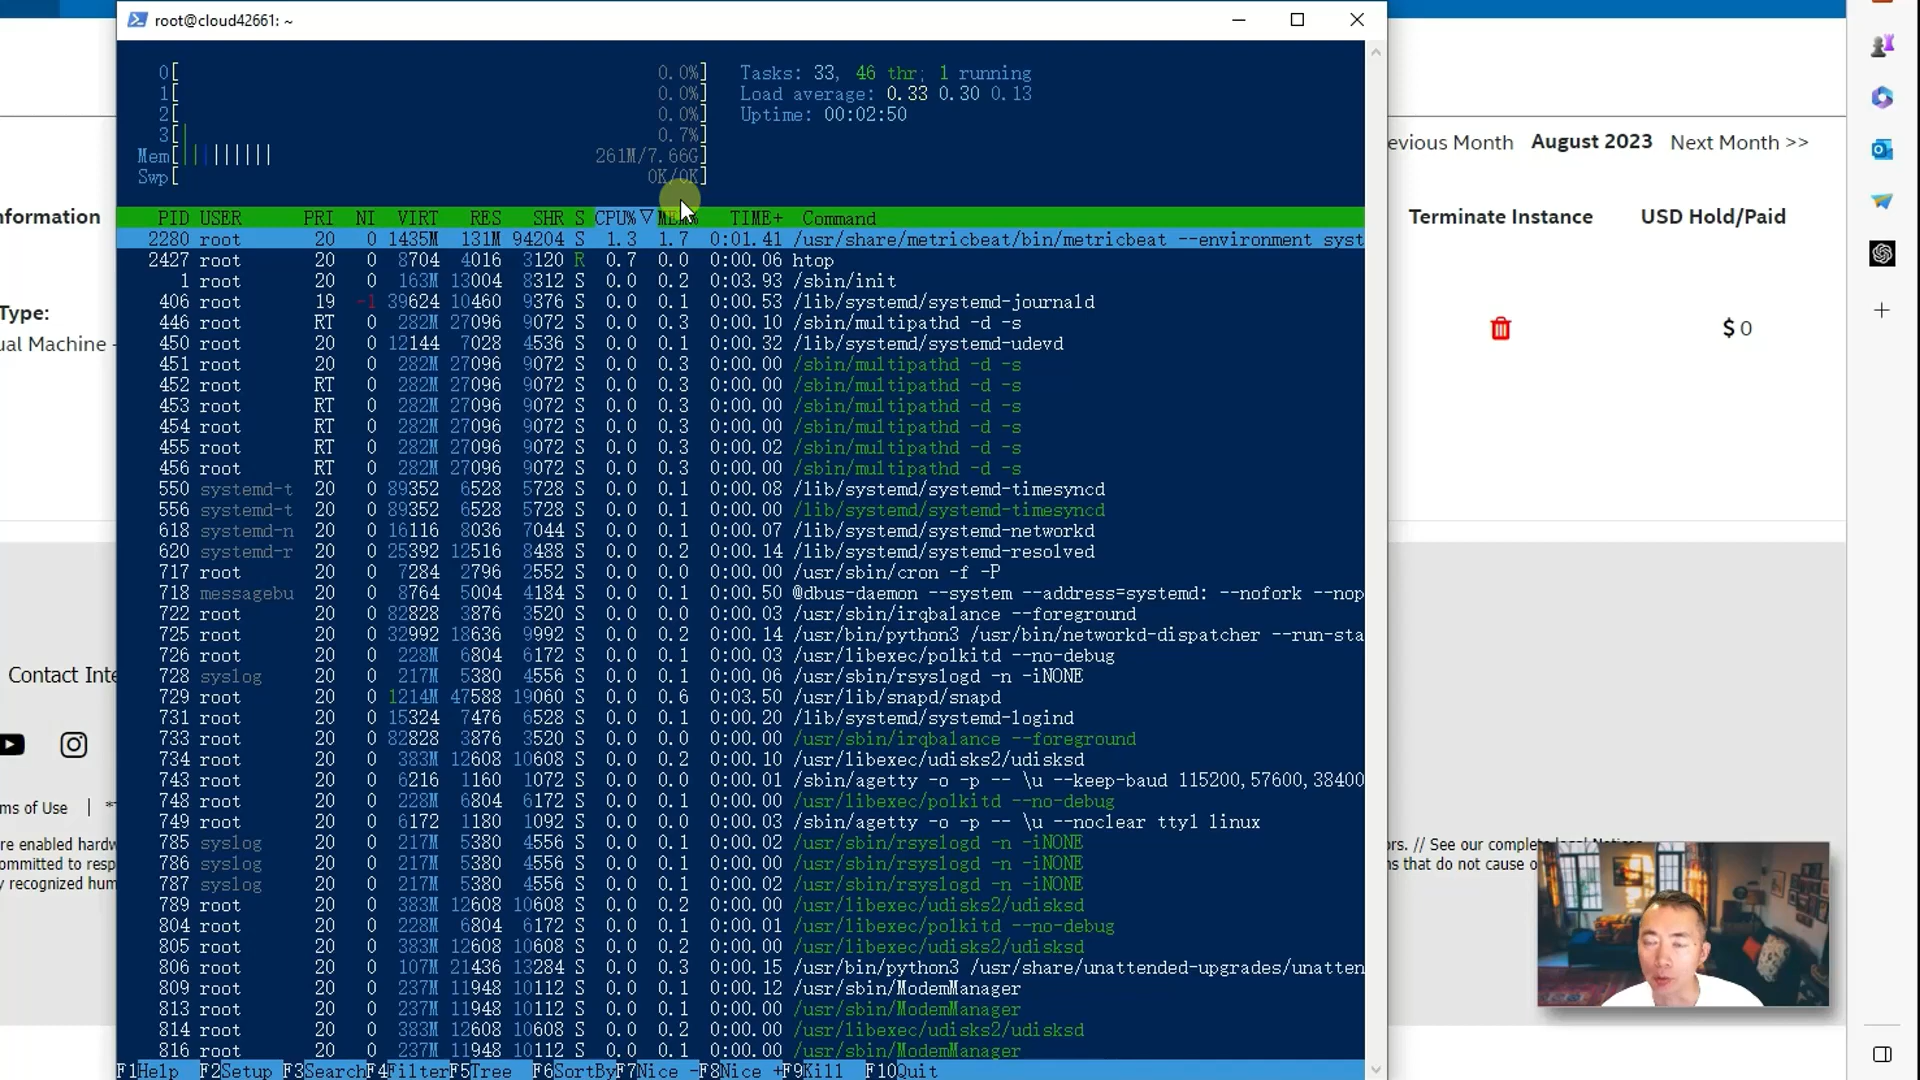 root@cloud42661: ~
0[ 0.0%] Tasks: 33, 46 thr; 1 running
1[ 0.0%] Load average: 0.33 0.30 0.13
2[ 0.0%] Uptime: 00:02:50
3[ 0.7%]
Mem[||||||||| 261M/7.66G]
Swp[ 0K/0K]
PID USER PRI NI VIRT RES SHR S CPU%▽MEM% TIME+ Command
2280 root 20 0 1435M 131M 94204 S 1.3 1.7 0:01.41 /usr/share/metricbeat/bin/metricbeat --environment syst
2427 root 20 0 8704 4016 3120 R 0.7 0.0 0:00.06 htop
1 root 20 0 163M 13004 8312 S 0.0 0.2 0:03.93 /sbin/init
406 root 19 -1 39624 10460 9376 S 0.0 0.1 0:00.53 /lib/systemd/systemd-journald
446 root RT 0 282M 27096 9072 S 0.0 0.3 0:00.10 /sbin/multipathd -d -s
450 root 20 0 12144 7028 4536 S 0.0 0.1 0:00.32 /lib/systemd/systemd-udevd
451 root 20 0 282M 27096 9072 S 0.0 0.3 0:00.00 /sbin/multipathd -d -s
452 root RT 0 282M 27096 9072 S 0.0 0.3 0:00.00 /sbin/multipathd -d -s
453 root RT 0 282M 27096 9072 S 0.0 0.3 0:00.00 /sbin/multipathd -d -s
454 root RT 0 282M 27096 9072 S 0.0 0.3 0:00.00 /sbin/multipathd -d -s
455 root RT 0 282M 27096 9072 S 0.0 0.3 0:00.02 /sbin/multipathd -d -s
456 root RT 0 282M 27096 9072 S 0.0 0.3 0:00.00 /sbin/multipathd -d -s
550 systemd-t 20 0 89352 6528 5728 S 0.0 0.1 0:00.08 /lib/systemd/systemd-timesyncd
556 systemd-t 20 0 89352 6528 5728 S 0.0 0.1 0:00.00 /lib/systemd/systemd-timesyncd
618 systemd-n 20 0 16116 8036 7044 S 0.0 0.1 0:00.07 /lib/systemd/systemd-networkd
620 systemd-r 20 0 25392 12516 8488 S 0.0 0.2 0:00.14 /lib/systemd/systemd-resolved
717 root 20 0 7284 2796 2552 S 0.0 0.0 0:00.00 /usr/sbin/cron -f -P
718 messagebu 20 0 8764 5004 4184 S 0.0 0.1 0:00.50 @dbus-daemon --system --address=systemd: --nofork --nop
722 root 20 0 82828 3876 3520 S 0.0 0.0 0:00.03 /usr/sbin/irqbalance --foreground
725 root 20 0 32992 18636 9992 S 0.0 0.2 0:00.14 /usr/bin/python3 /usr/bin/networkd-dispatcher --run-sta
726 root 20 0 228M 6804 6172 S 0.0 0.1 0:00.03 /usr/libexec/polkitd --no-debug
728 syslog 20 0 217M 5380 4556 S 0.0 0.1 0:00.06 /usr/sbin/rsyslogd -n -iNONE
729 root 20 0 1214M 47588 19060 S 0.0 0.6 0:03.50 /usr/lib/snapd/snapd
731 root 20 0 15324 7476 6528 S 0.0 0.1 0:00.20 /lib/systemd/systemd-logind
733 root 20 0 82828 3876 3520 S 0.0 0.0 0:00.00 /usr/sbin/irqbalance --foreground
734 root 20 0 383M 12608 10608 S 0.0 0.2 0:00.10 /usr/libexec/udisks2/udisksd
743 root 20 0 6216 1160 1072 S 0.0 0.0 0:00.01 /sbin/agetty -o -p -- \u --keep-baud 115200,57600,38400
748 root 20 0 228M 6804 6172 S 0.0 0.1 0:00.00 /usr/libexec/polkitd --no-debug
749 root 20 0 6172 1180 1092 S 0.0 0.0 0:00.03 /sbin/agetty -o -p -- \u --noclear tty1 linux
785 syslog 20 0 217M 5380 4556 S 0.0 0.1 0:00.02 /usr/sbin/rsyslogd -n -iNONE
786 syslog 20 0 217M 5380 4556 S 0.0 0.1 0:00.00 /usr/sbin/rsyslogd -n -iNONE
787 syslog 20 0 217M 5380 4556 S 0.0 0.1 0:00.02 /usr/sbin/rsyslogd -n -iNONE
789 root 20 0 383M 12608 10608 S 0.0 0.2 0:00.00 /usr/libexec/udisks2/udisksd
804 root 20 0 228M 6804 6172 S 0.0 0.1 0:00.01 /usr/libexec/polkitd --no-debug
805 root 20 0 383M 12608 10608 S 0.0 0.2 0:00.00 /usr/libexec/udisks2/udisksd
806 root 20 0 107M 21436 13284 S 0.0 0.3 0:00.15 /usr/bin/python3 /usr/share/unattended-upgrades/unatten
809 root 20 0 237M 11948 10112 S 0.0 0.1 0:00.12 /usr/sbin/ModemManager
813 root 20 0 237M 11948 10112 S 0.0 0.1 0:00.00 /usr/sbin/ModemManager
814 root 20 0 383M 12608 10608 S 0.0 0.2 0:00.00 /usr/libexec/udisks2/udisksd
816 root 20 0 237M 11948 10112 S 0.0 0.1 0:00.00 /usr/sbin/ModemManager
F1Help F2Setup F3SearchF4FilterF5Tree F6SortByF7Nice -F8Nice +F9Kill F10Quit
nformation
Type:
ual Machine -
Contact Inte
ms of Use | *
re enabled hardw
ommitted to resp
y recognized hum
evious Month August 2023 Next Month >>
Terminate Instance USD Hold/Paid
$ 0
ors. // See our complete
ns that do not cause o